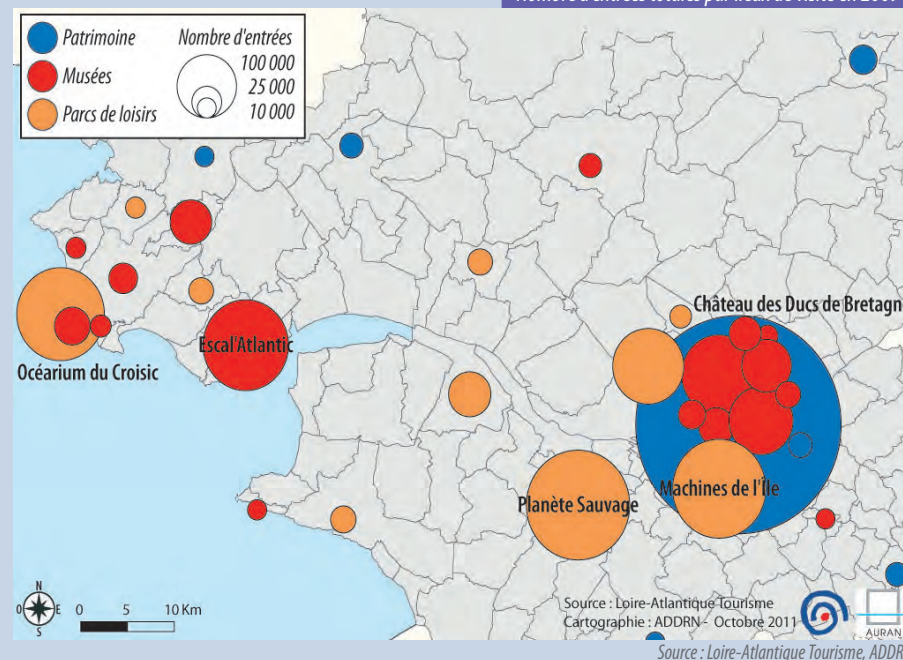 Patrimoine
Musées
Parcs de loisirs
Nombre d'entrées
100 000
25 000
10 000
Château des Ducs de Bretagn
Escal'Atlantic
Océarium du Croisic
Planète Sauvage
Machines de l'Île
N
O
E
S
0 5 10 Km
Source : Loire-Atlantique Tourisme
Cartographie : ADDRN - Octobre 2011
AURAN
Source : Loire-Atlantique Tourisme, ADDR